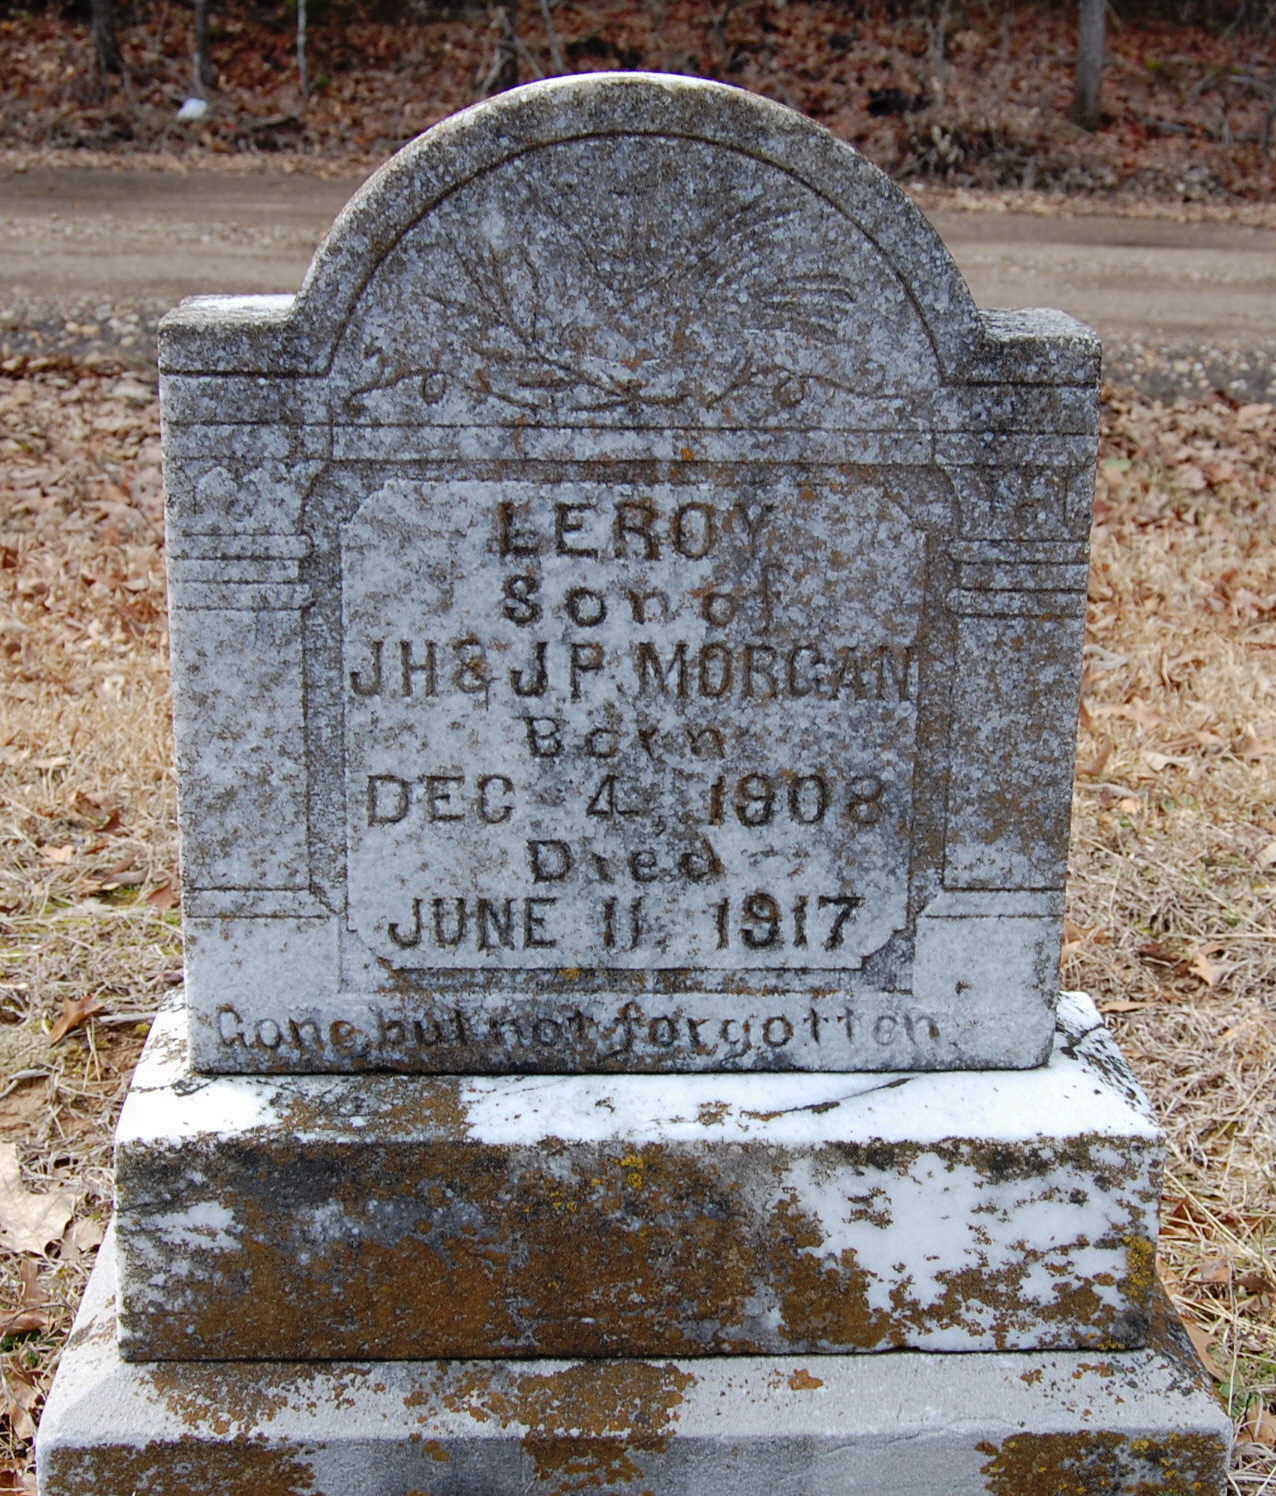 LEROY
Son of
J.H & J.P. MORGAN
Born
DEC 4, 1908
Died
JUNE 11, 1917
Gone, but not forgotten.